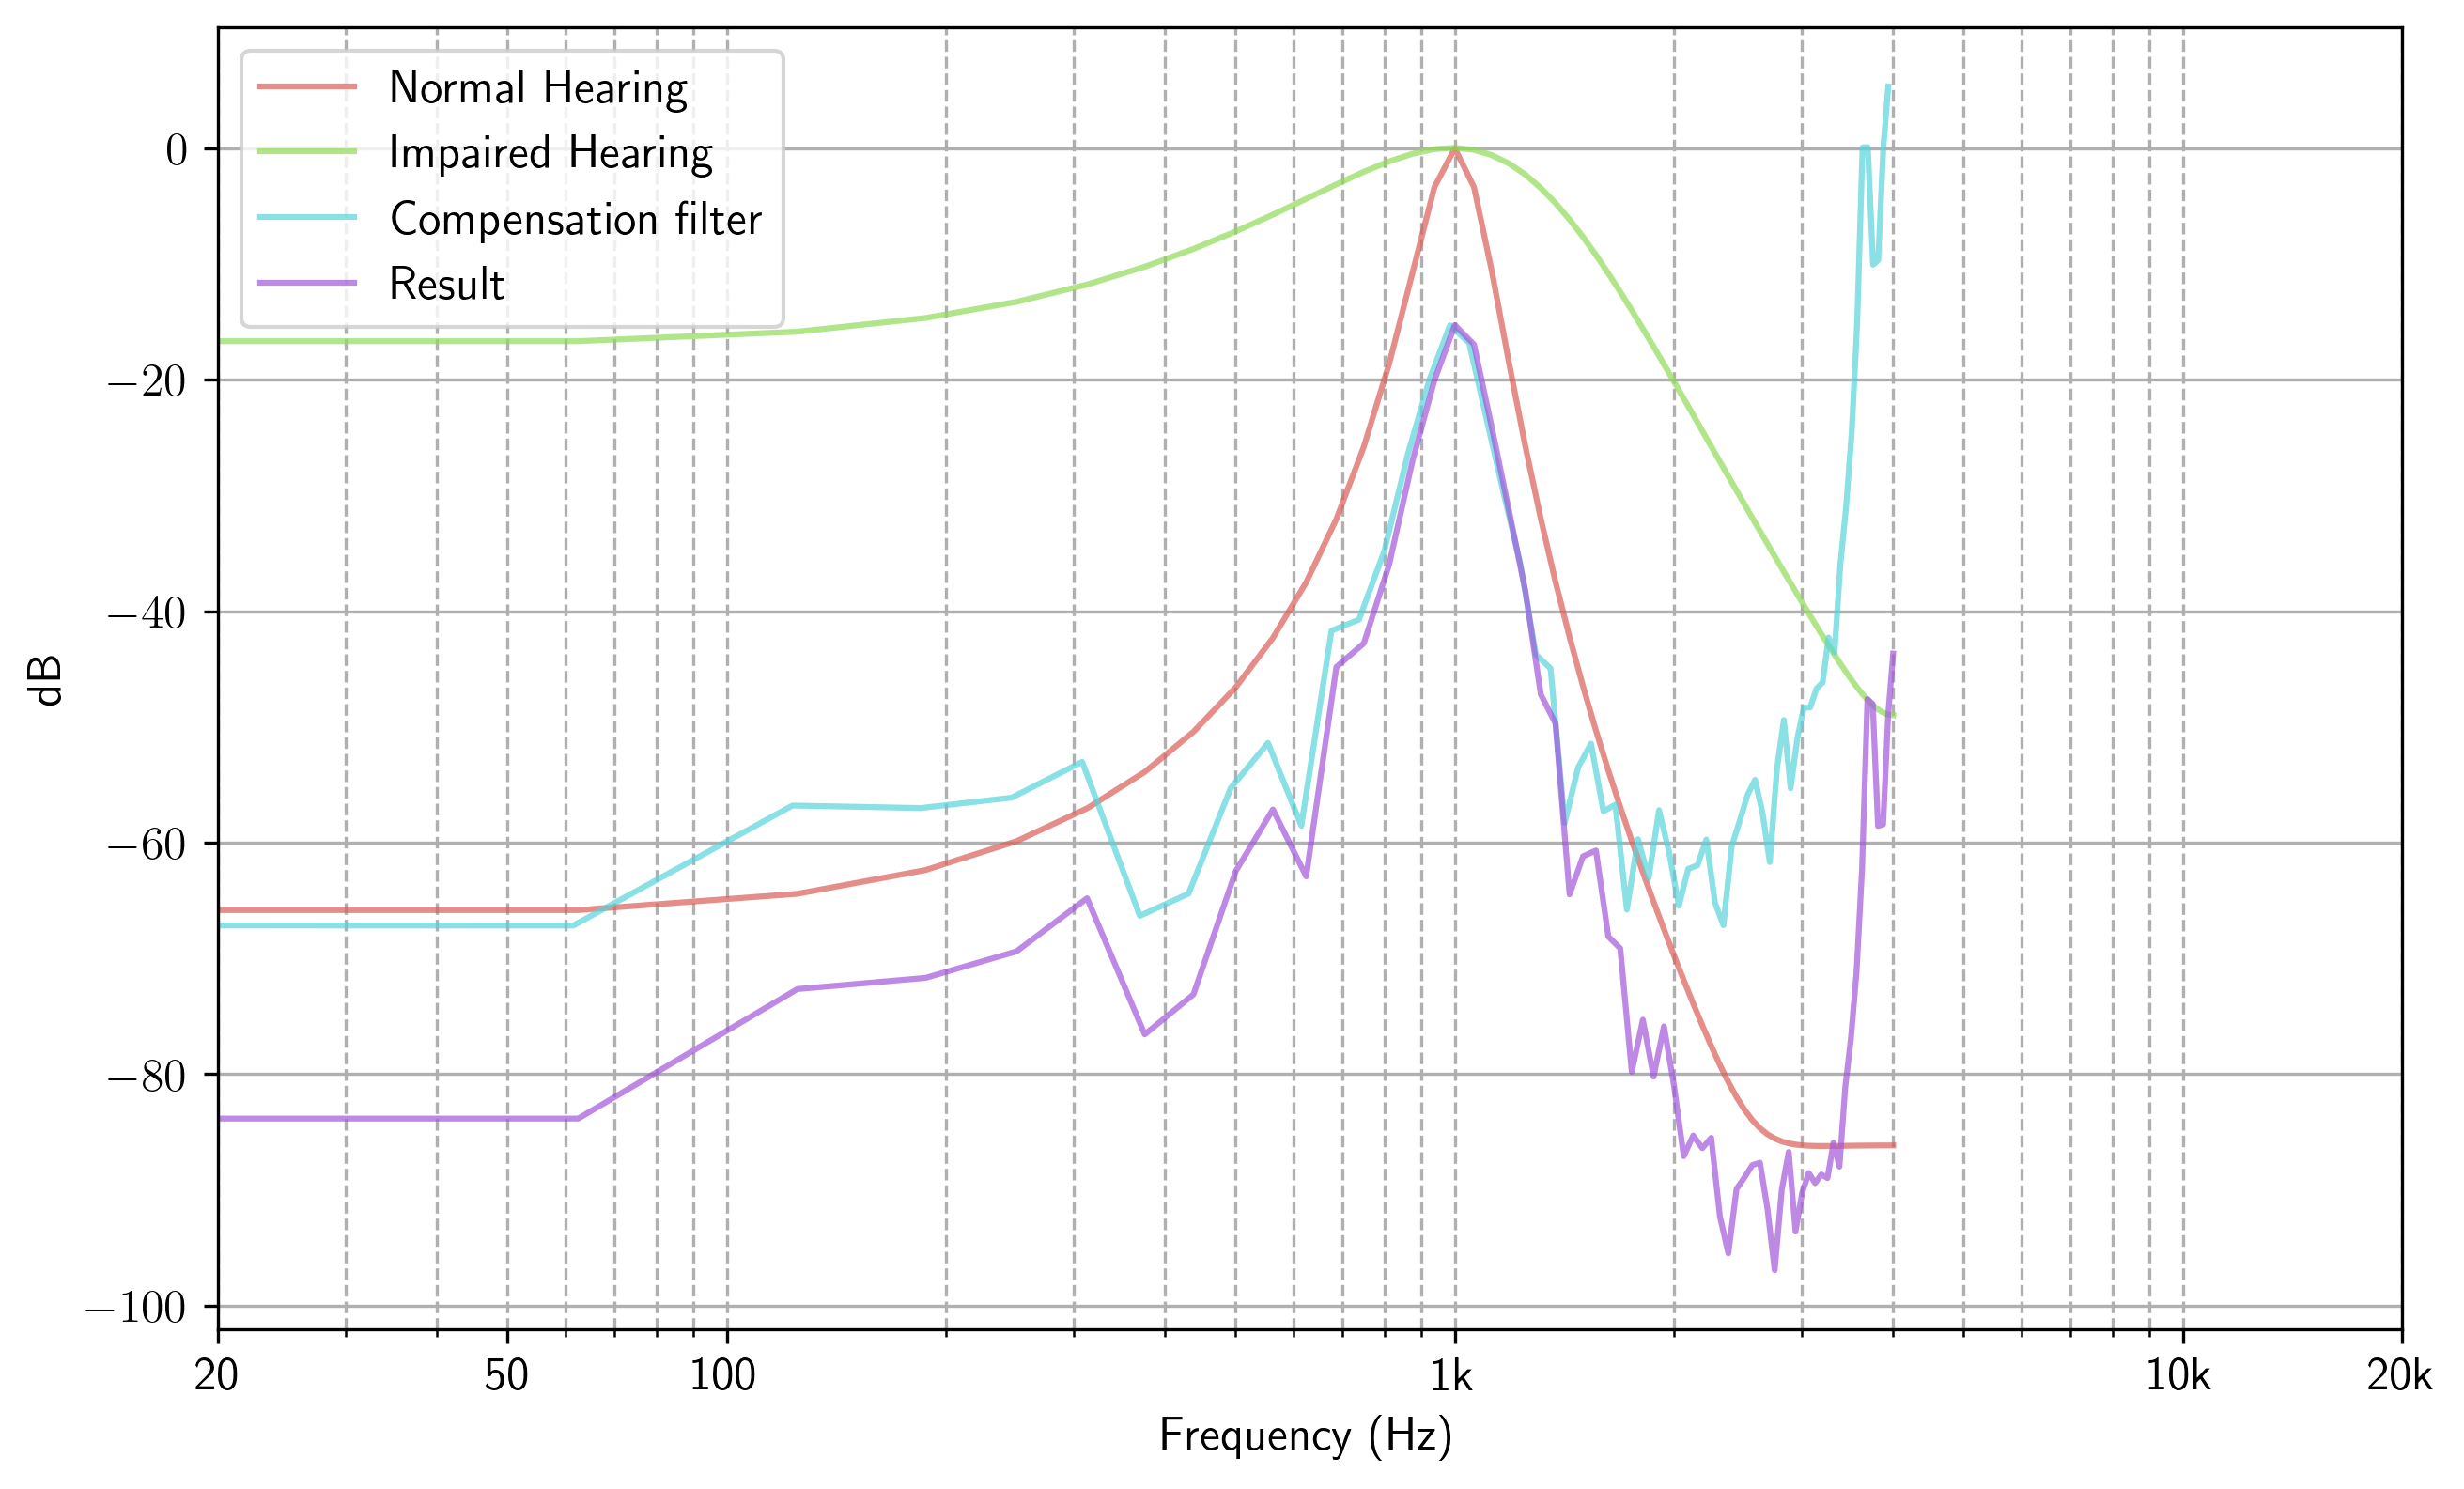 Normal Hearing
Impaired Hearing
Compensation filter
Result
0
−20
−40
−60
−80
−100
dB
20 50 100 1k 10k 20k
Frequency (Hz)